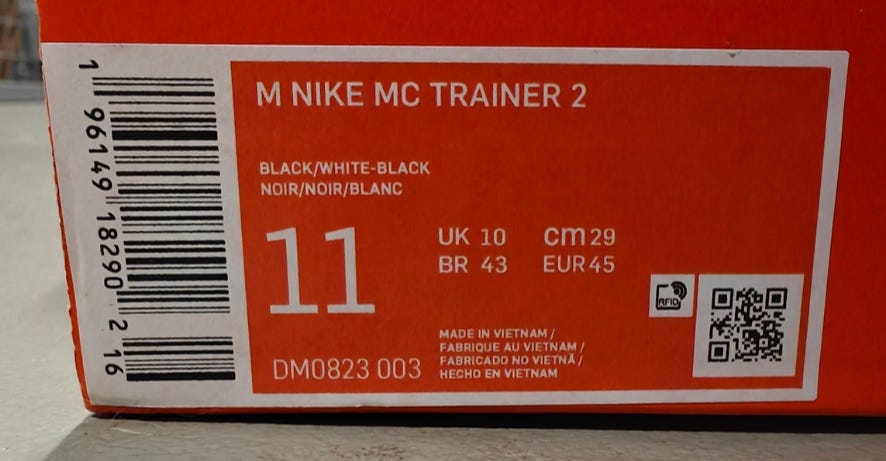 M NIKE MC TRAINER 2
BLACK/WHITE-BLACK
NOIR/NOIR/BLANC
11
UK 10 cm 29
BR 43 EUR 45
RFID
MADE IN VIETNAM /
FABRIQUE AU VIETNAM /
FABRICADO NO VIETNÃ /
HECHO EN VIETNAM
DM0823 003
1 96149 18290 2 16